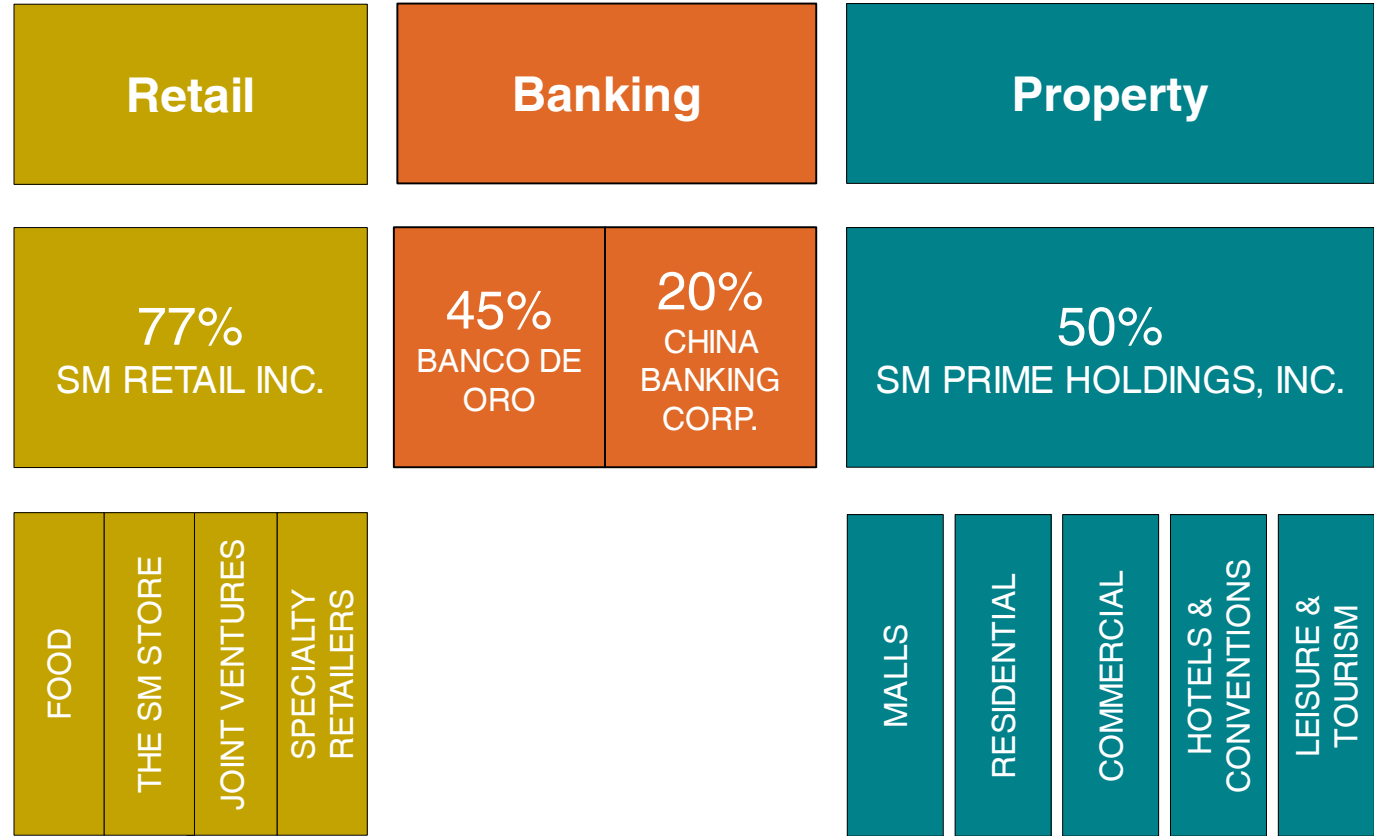 Retail
Banking
Property
77%
SM RETAIL INC.
45%
BANCO DE
ORO
20%
CHINA
BANKING
CORP.
50%
SM PRIME HOLDINGS, INC.
FOOD
THE SM STORE
JOINT VENTURES
SPECIALTY
RETAILERS
MALLS
RESIDENTIAL
COMMERCIAL
HOTELS &
CONVENTIONS
LEISURE &
TOURISM